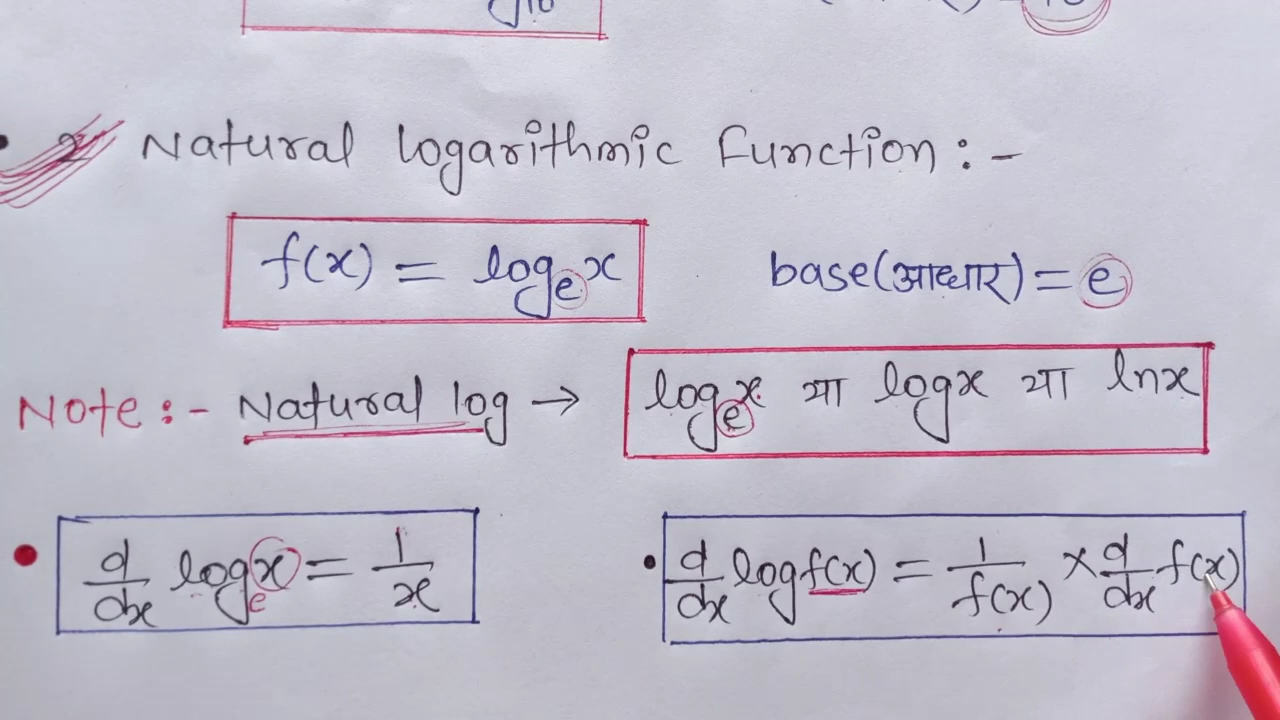 2 Natural logarithmic Function :-
f(x) = logₑx base(आधार) = e
Note :- Natural log → logₑx या logx या lnx
• d/dx logₑx = 1/x • d/dx log f(x) = 1/f(x) × d/dx f(x)